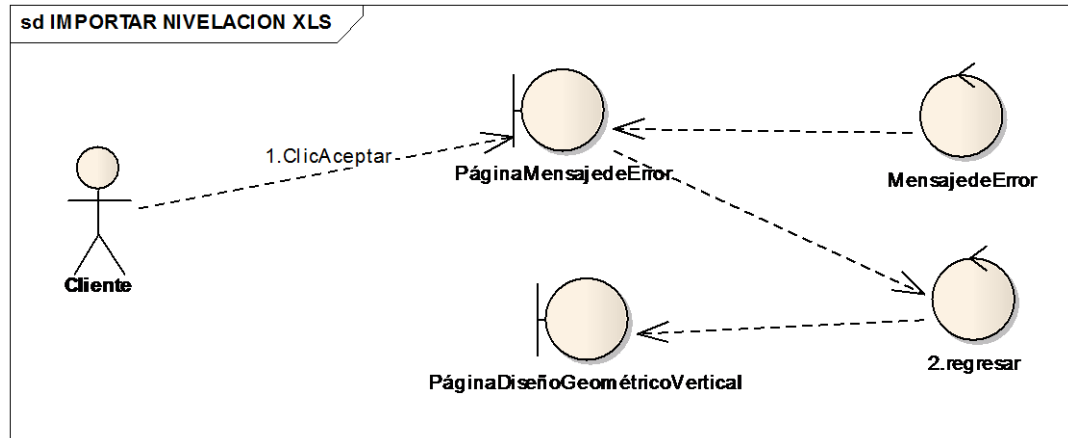 sd IMPORTAR NIVELACION XLS
1.ClicAceptar
PáginaMensajedeError
MensajedeError
Cliente
PáginaDiseñoGeométricoVertical
2.regresar